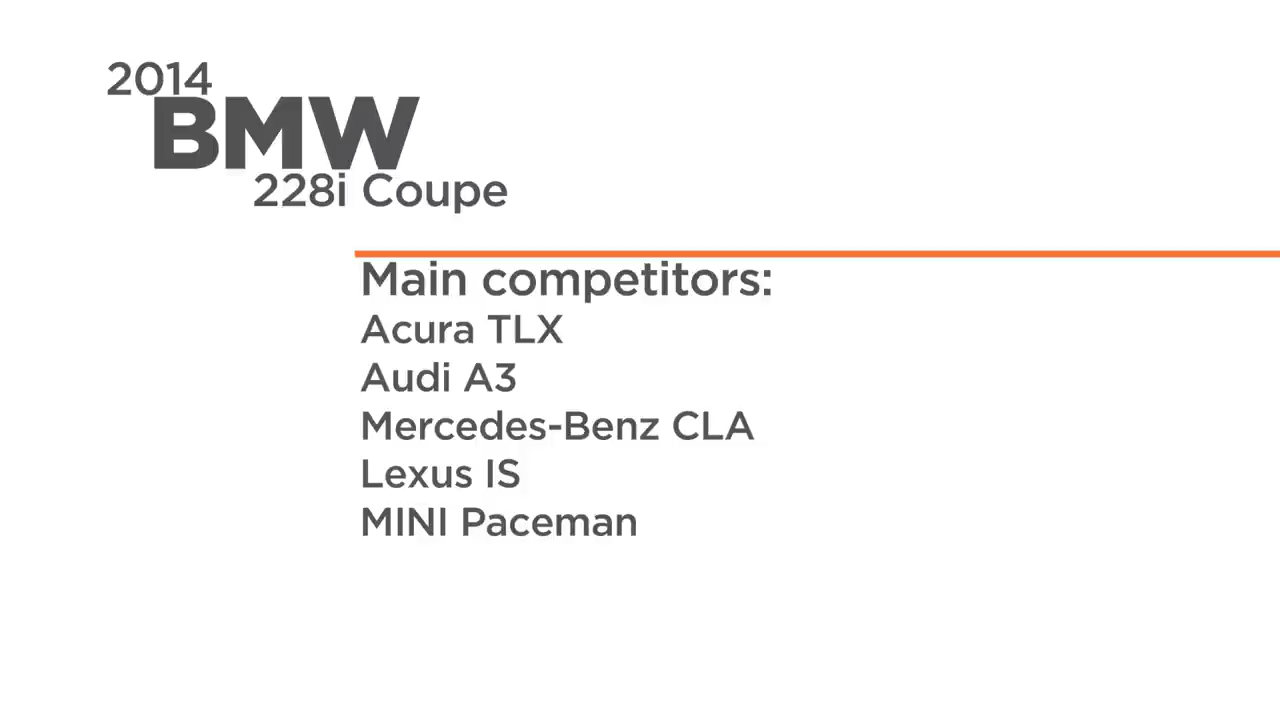 2014
BMW
228i Coupe
Main competitors:
Acura TLX
Audi A3
Mercedes-Benz CLA
Lexus IS
MINI Paceman